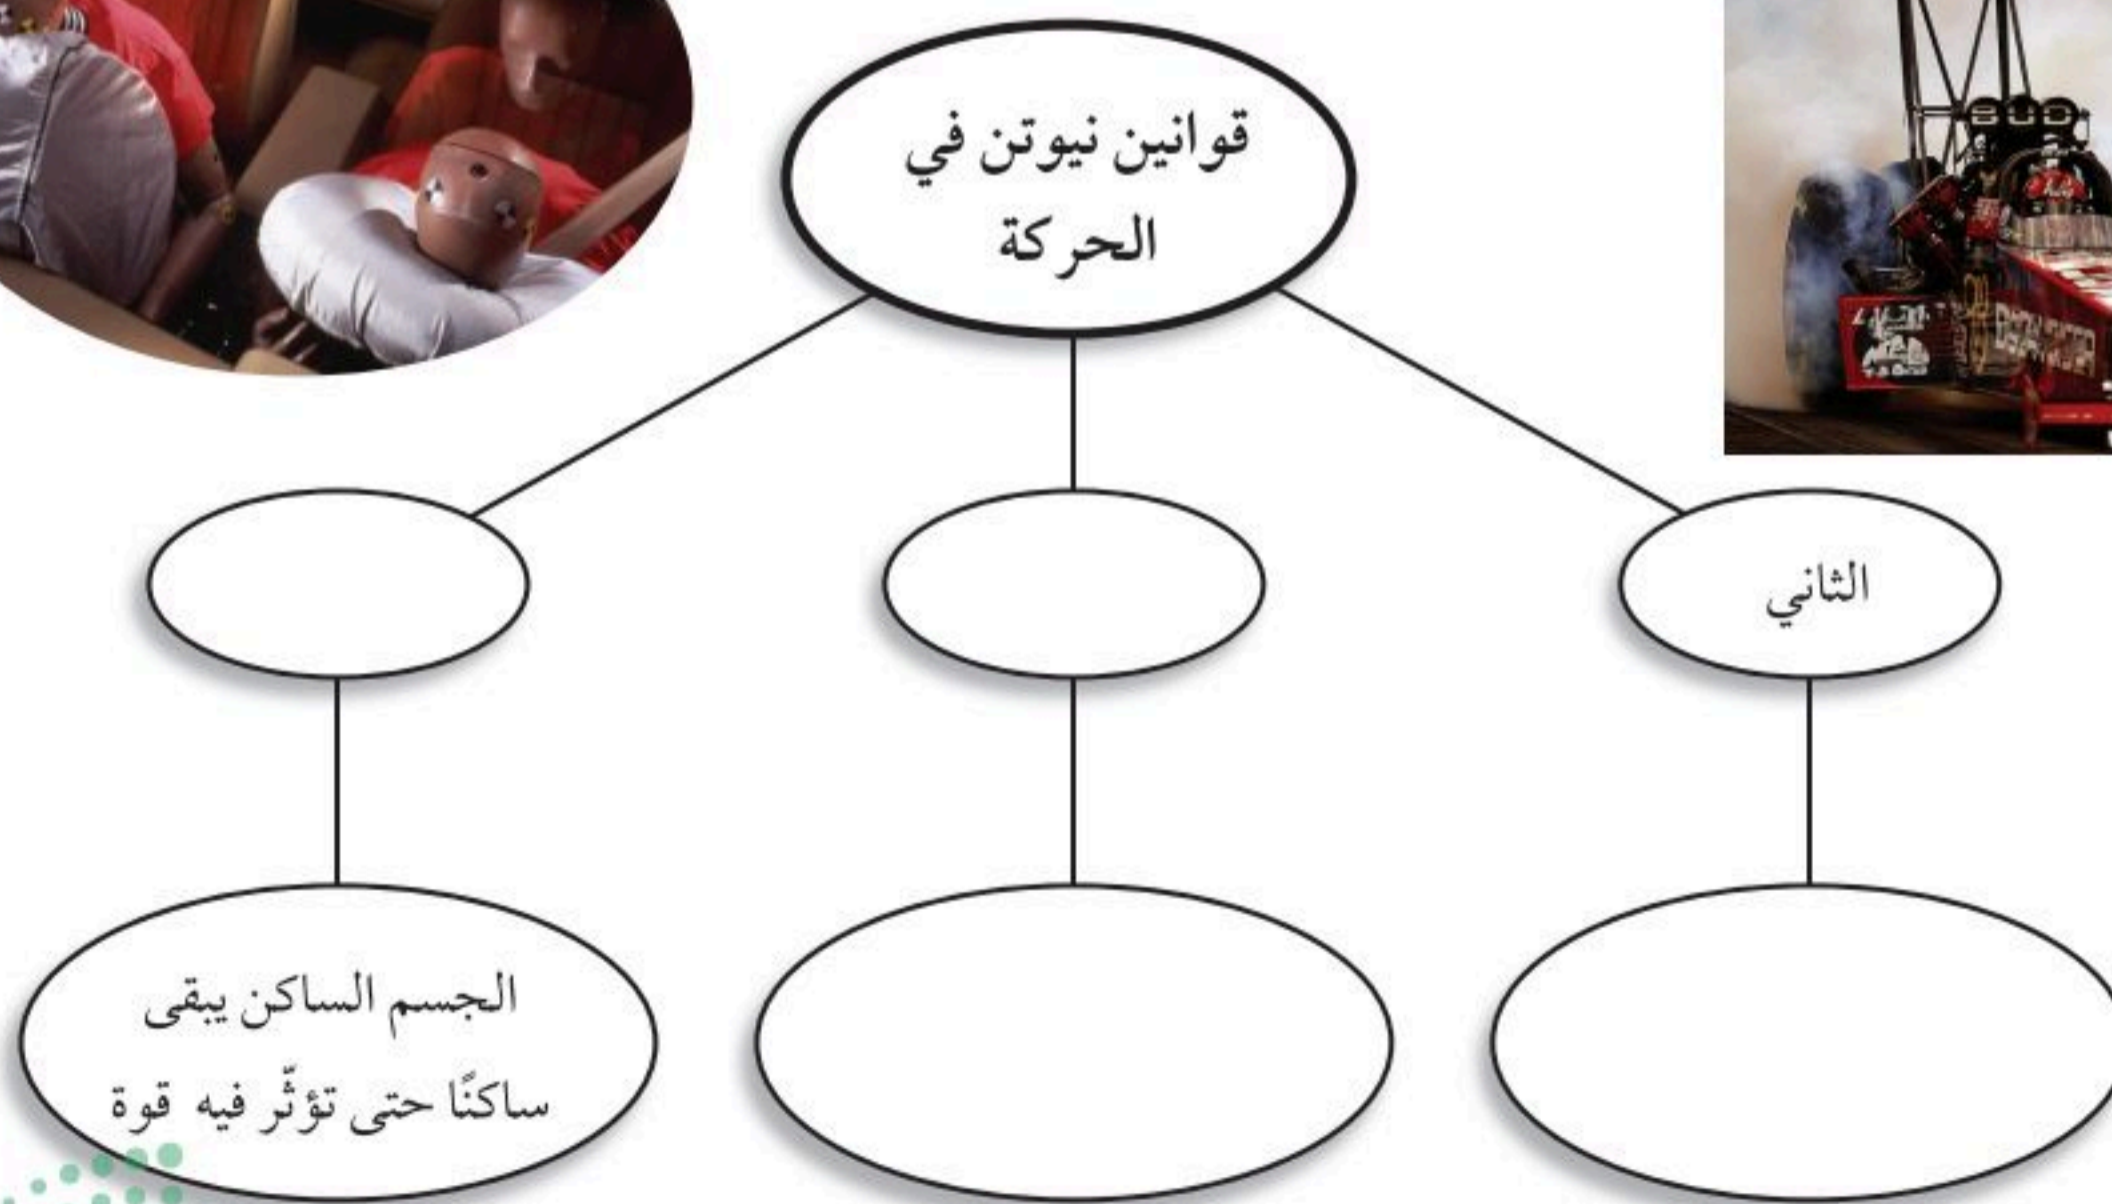 قوانين نيوتن في
الحركة
الثاني
الجسم الساكن يبقى
ساكنًا حتى تؤثّر فيه قوة